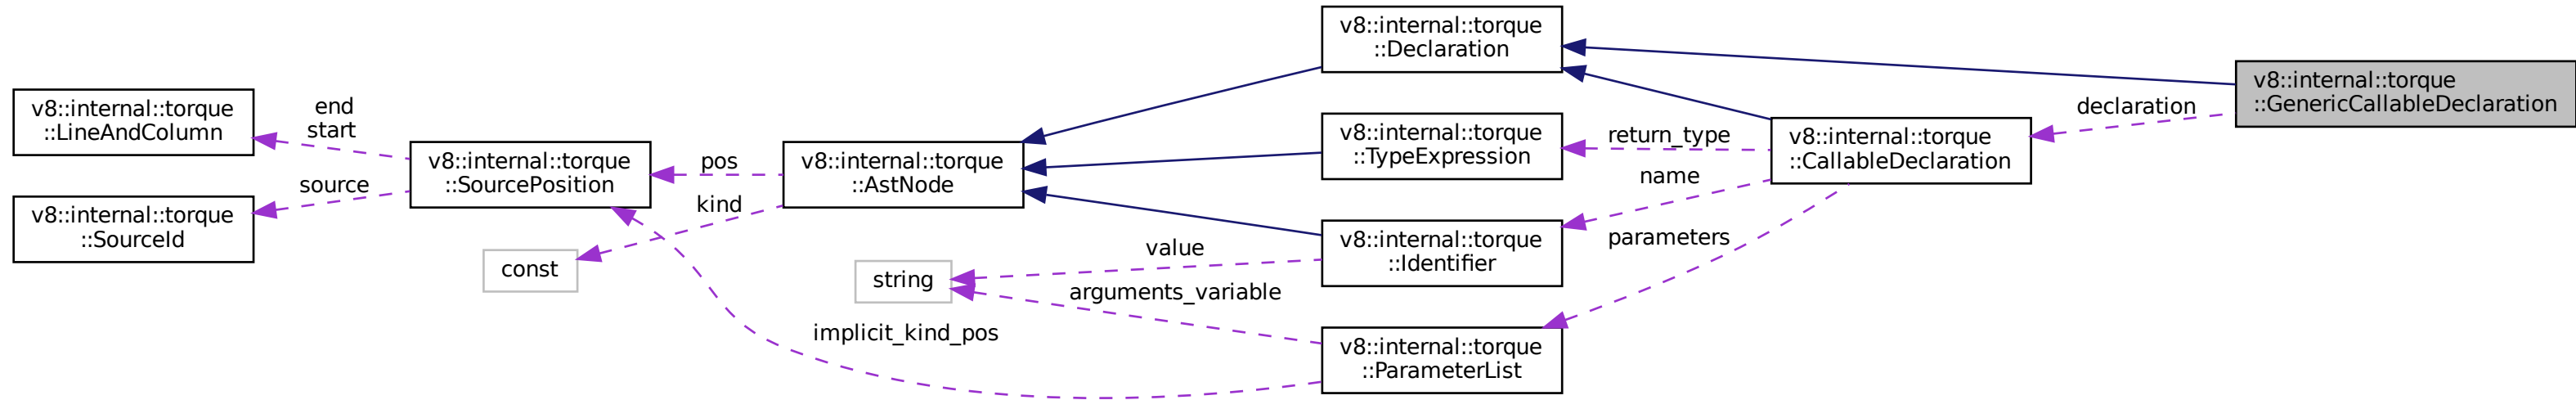 v8::internal::torque
::Declaration
v8::internal::torque
::GenericCallableDeclaration
declaration
v8::internal::torque
::LineAndColumn
end
start
v8::internal::torque
::TypeExpression
return_type
v8::internal::torque
::CallableDeclaration
v8::internal::torque
::SourcePosition
pos
v8::internal::torque
::AstNode
name
source
kind
v8::internal::torque
::SourceId
v8::internal::torque
::Identifier
parameters
value
const
string
arguments_variable
implicit_kind_pos
v8::internal::torque
::ParameterList